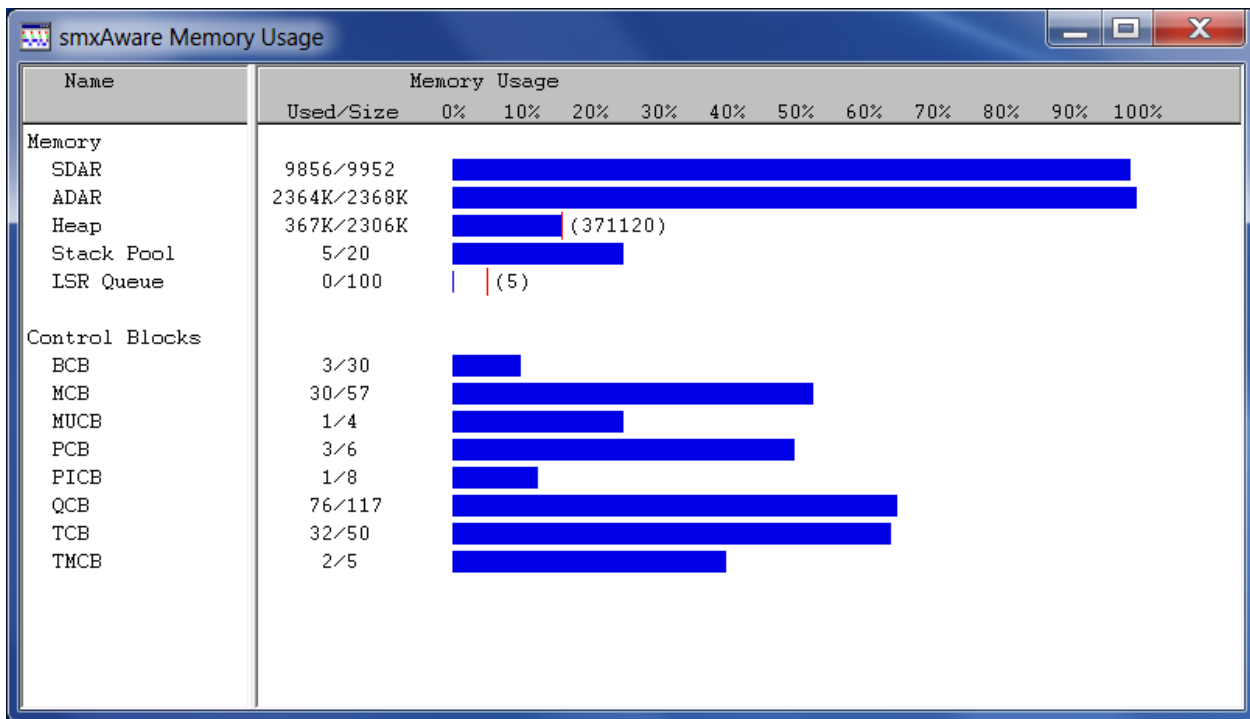 smxAware Memory Usage
Name Memory Usage
Used/Size 0% 10% 20% 30% 40% 50% 60% 70% 80% 90% 100%
Memory
SDAR 9856/9952
ADAR 2364K/2368K
Heap 367K/2306K (371120)
Stack Pool 5/20
LSR Queue 0/100 (5)
Control Blocks
BCB 3/30
MCB 30/57
MUCB 1/4
PCB 3/6
PICB 1/8
QCB 76/117
TCB 32/50
TMCB 2/5